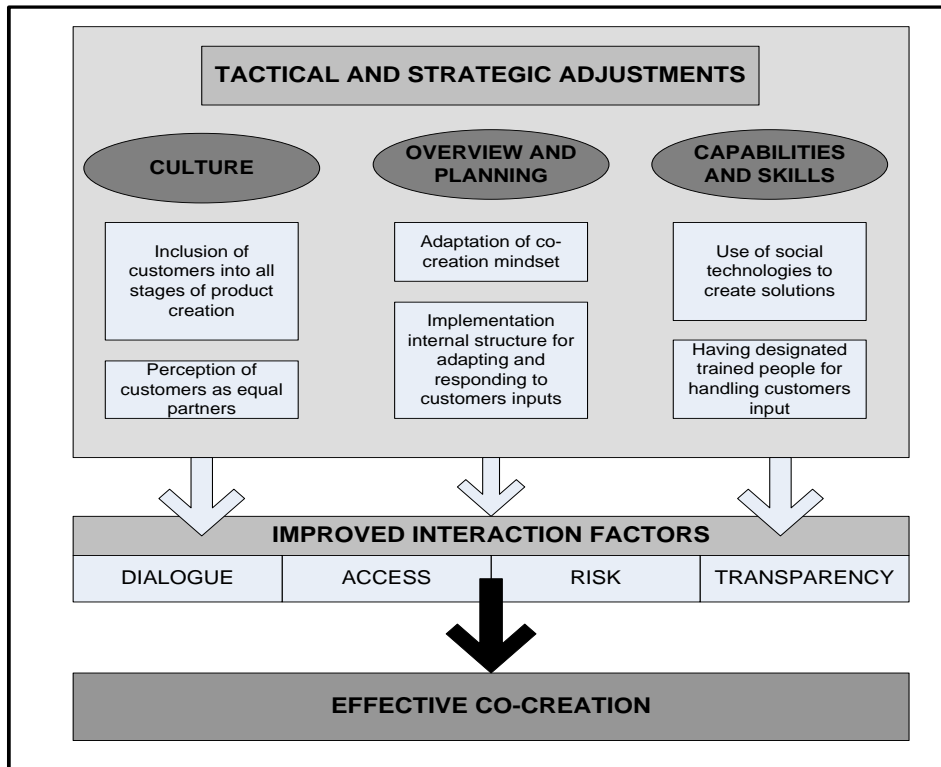 TACTICAL AND STRATEGIC ADJUSTMENTS
CULTURE
Inclusion of
customers into all
stages of product
creation
Perception of
customers as equal
partners
OVERVIEW AND
PLANNING
Adaptation of co-
creation mindset
Implementation
internal structure for
adapting and
responding to
customers inputs
CAPABILITIES
AND SKILLS
Use of social
technologies to
create solutions
Having designated
trained people for
handling customers
input
IMPROVED INTERACTION FACTORS
DIALOGUE
ACCESS
RISK
TRANSPARENCY
EFFECTIVE CO-CREATION